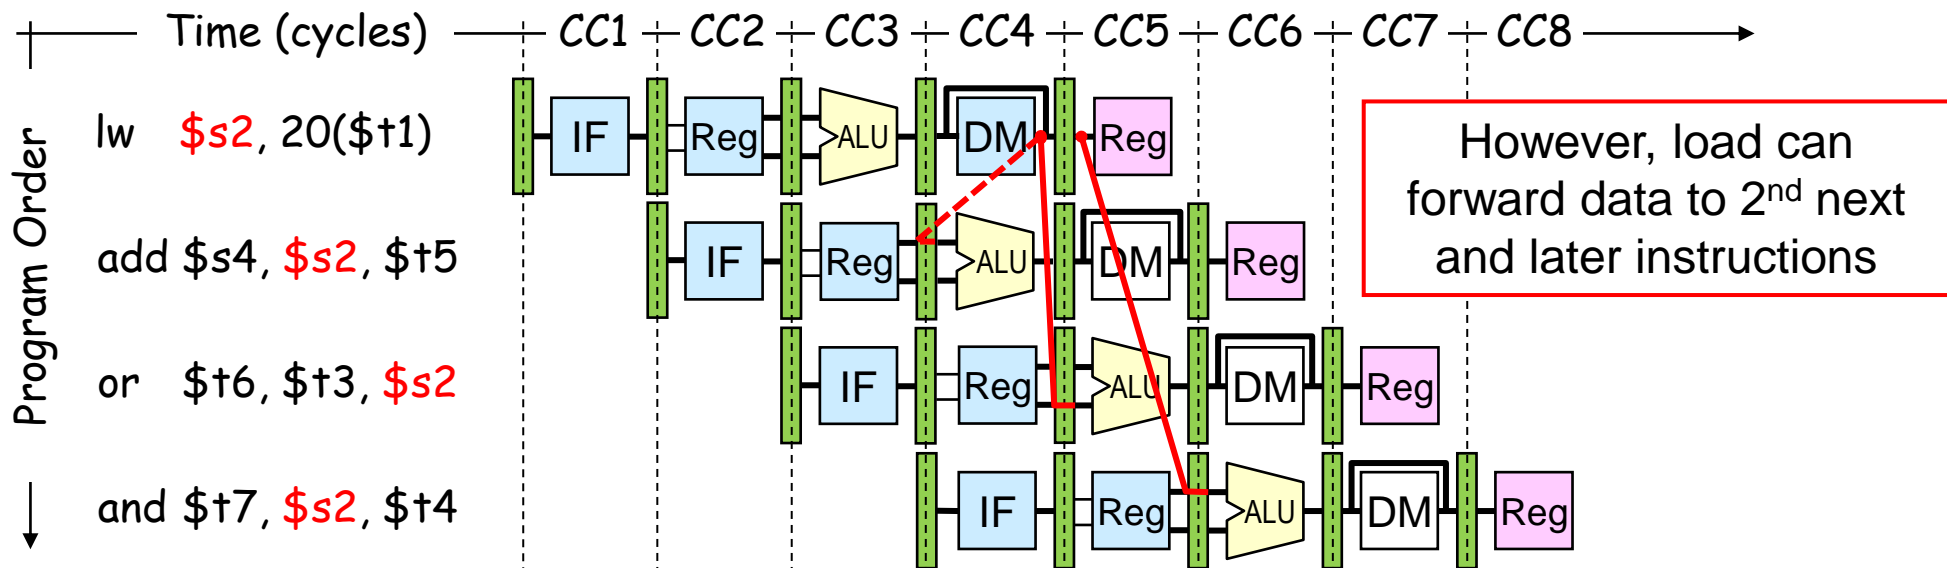 Time (cycles) CC1 CC2 CC3 CC4 CC5 CC6 CC7 CC8
Program Order
lw $s2, 20($t1) IF Reg ALU DM Reg
add $s4, $s2, $t5 IF Reg ALU DM Reg
or $t6, $t3, $s2 IF Reg ALU DM Reg
and $t7, $s2, $t4 IF Reg ALU DM Reg
However, load can
forward data to 2nd next
and later instructions